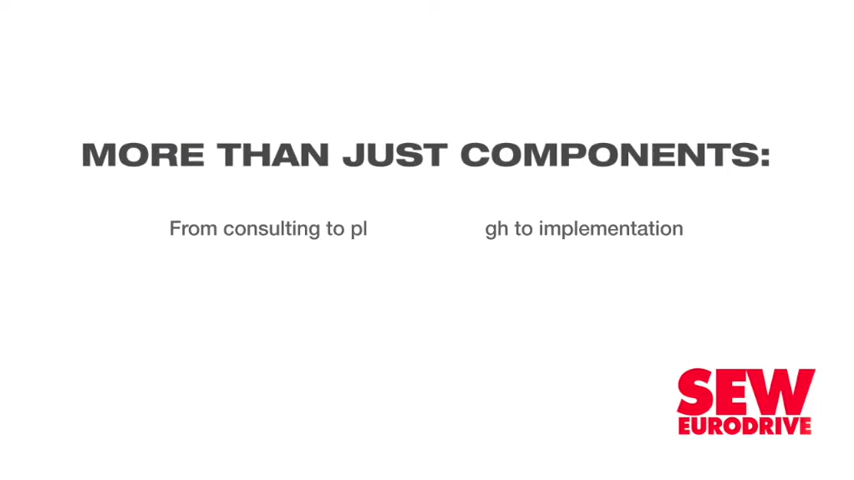 MORE THAN JUST COMPONENTS:
From consulting to pl gh to implementation
SEW
EURODRIVE